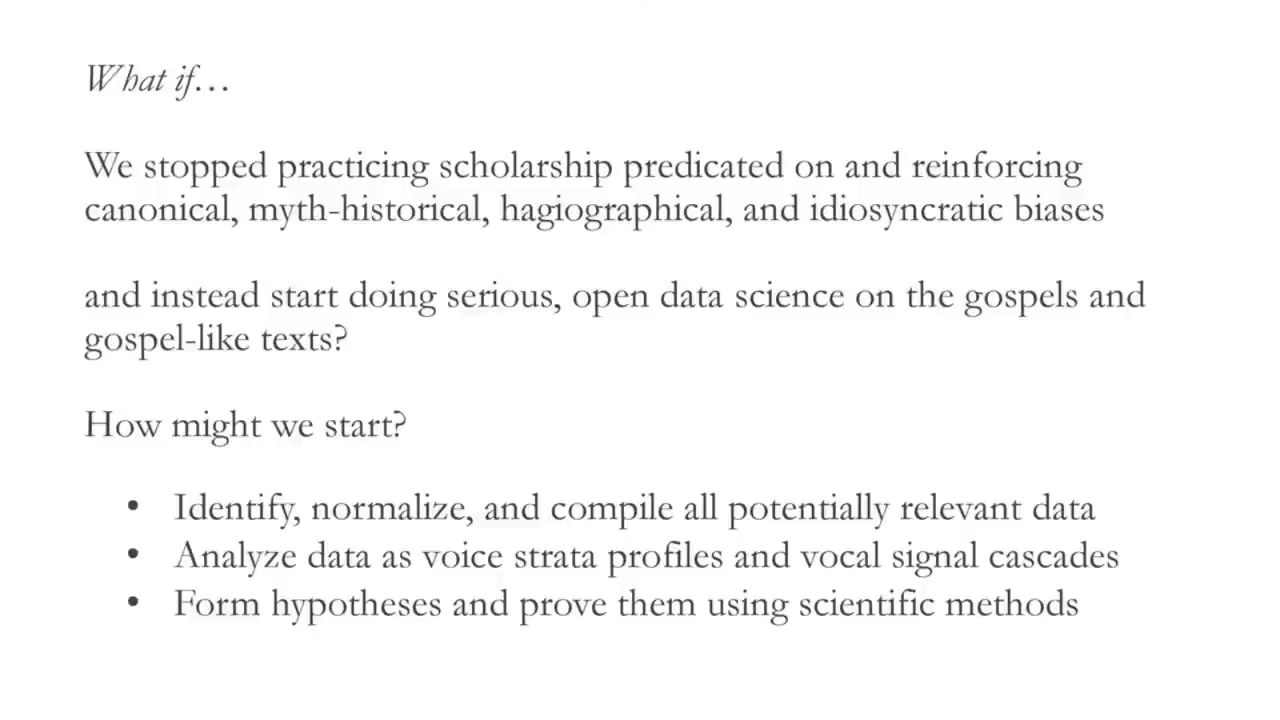 What if…
We stopped practicing scholarship predicated on and reinforcing
canonical, myth-historical, hagiographical, and idiosyncratic biases
and instead start doing serious, open data science on the gospels and
gospel-like texts?
How might we start?
• Identify, normalize, and compile all potentially relevant data
• Analyze data as voice strata profiles and vocal signal cascades
• Form hypotheses and prove them using scientific methods